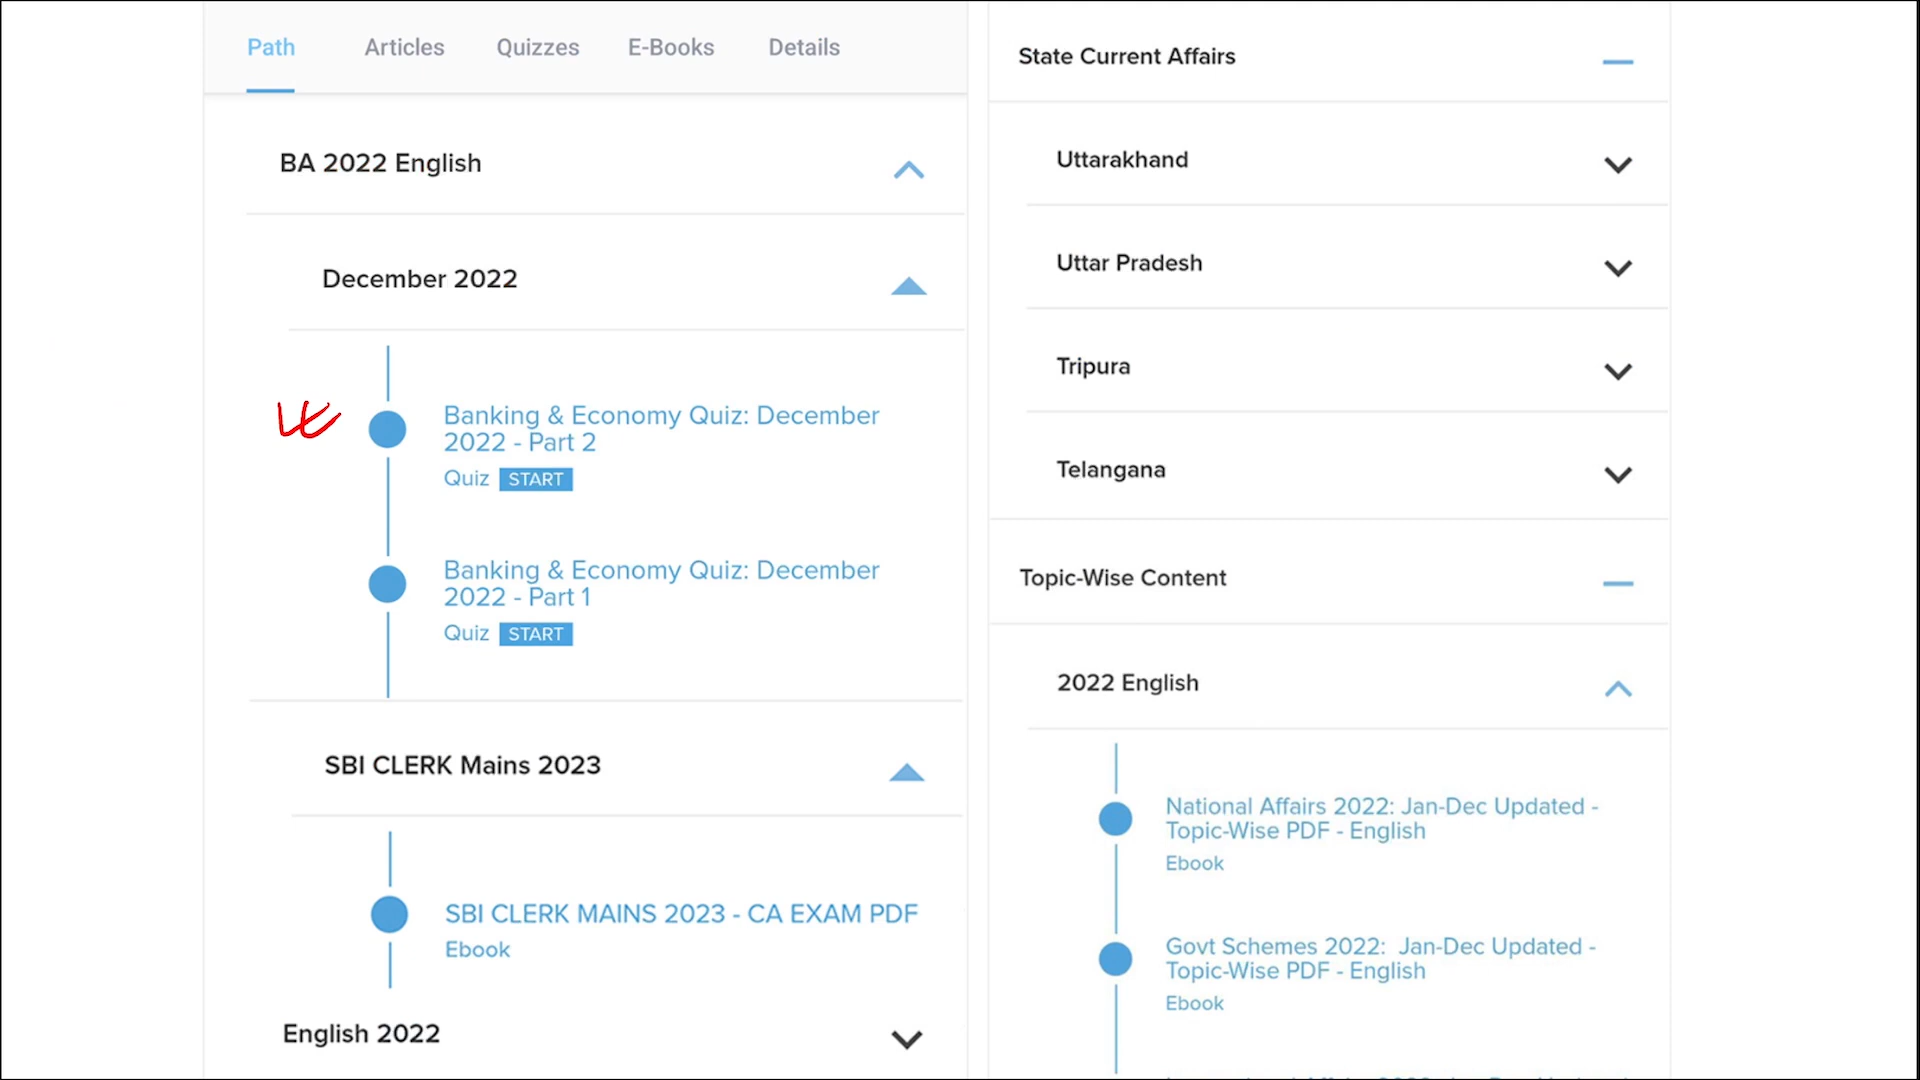 Path Articles Quizzes E-Books Details
BA 2022 English
December 2022
Banking & Economy Quiz: December
2022 - Part 2
Quiz START
Banking & Economy Quiz: December
2022 - Part 1
Quiz START
SBI CLERK Mains 2023
SBI CLERK MAINS 2023 - CA EXAM PDF
Ebook
English 2022
State Current Affairs
Uttarakhand
Uttar Pradesh
Tripura
Telangana
Topic-Wise Content
2022 English
National Affairs 2022: Jan-Dec Updated -
Topic-Wise PDF - English
Ebook
Govt Schemes 2022: Jan-Dec Updated -
Topic-Wise PDF - English
Ebook